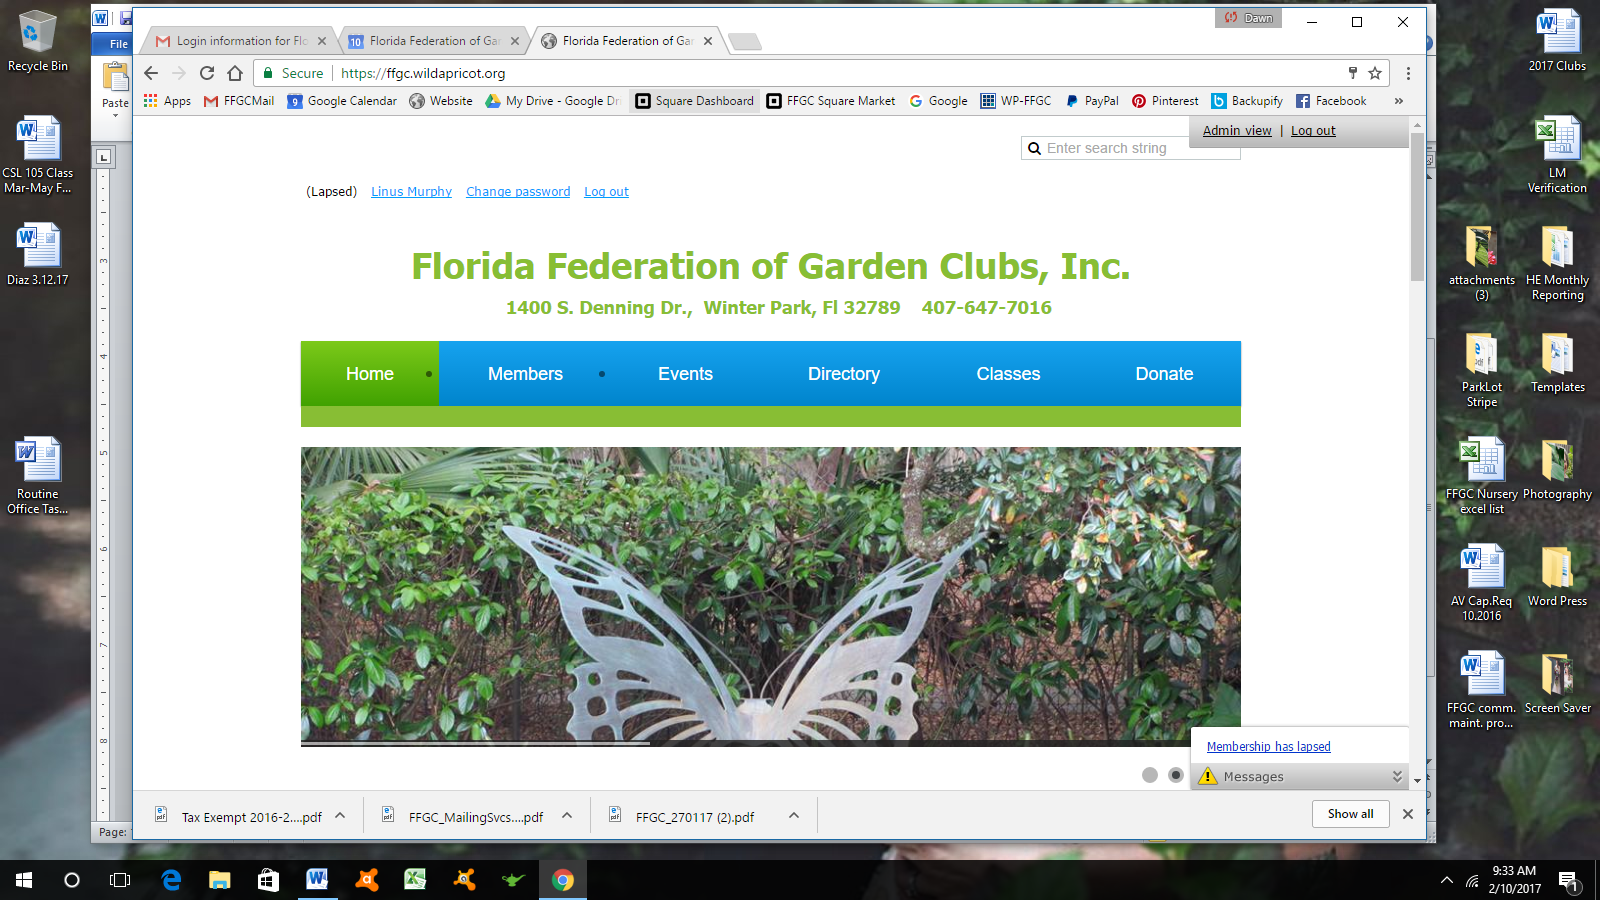 Recycle Bin
CSL 105 Class
Mar-May F...
Diaz 3.12.17
Routine
Office Tas...
File
Paste
Dawn
Login information for Flo
Florida Federation of Gar
Florida Federation of Gar
Secure
https://ffgc.wildapricot.org
Apps
FFGCMail
Google Calendar
Website
My Drive - Google Dri
Square Dashboard
FFGC Square Market
Google
WP-FFGC
PayPal
Pinterest
Backupify
Facebook
»
Admin view | Log out
Enter search string
(Lapsed) Linus Murphy Change password Log out
Florida Federation of Garden Clubs, Inc.
1400 S. Denning Dr., Winter Park, Fl 32789 407-647-7016
Home
Members
Events
Directory
Classes
Donate
Membership has lapsed
Messages
Tax Exempt 2016-2....pdf
FFGC_MailingSvcs....pdf
FFGC_270117 (2).pdf
Show all
Page:
2017 Clubs
LM
Verification
attachments
(3)
HE Monthly
Reporting
ParkLot
Stripe
Templates
FFGC Nursery
excel list
Photography
AV Cap.Req
10.2016
Word Press
FFGC comm.
maint. pro...
Screen Saver
9:33 AM
2/10/2017
1